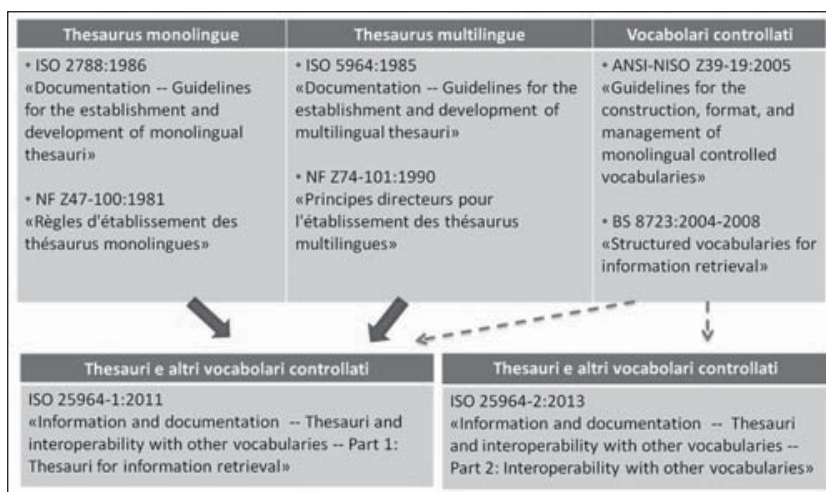 Thesaurus monolingue
• ISO 2788:1986
«Documentation -- Guidelines
for the establishment and
development of monolingual
thesauri»
• NF Z47-100:1981
«Règles d'établissement des
thésaurus monolingues»
Thesaurus multilingue
• ISO 5964:1985
«Documentation -- Guidelines for the
establishment and development of
multilingual thesauri»
• NF Z74-101:1990
«Principes directeurs pour
l'établissement des thésaurus
multilingues»
Vocabolari controllati
• ANSI-NISO Z39-19:2005
«Guidelines for the
construction, format, and
management of
monolingual controlled
vocabularies»
• BS 8723:2004-2008
«Structured vocabularies for
information retrieval»
Thesauri e altri vocabolari controllati
ISO 25964-1:2011
«Information and documentation -- Thesauri and
interoperability with other vocabularies -- Part 1:
Thesauri for information retrieval»
Thesauri e altri vocabolari controllati
ISO 25964-2:2013
«Information and documentation -- Thesauri
and interoperability with other vocabularies --
Part 2: Interoperability with other vocabularies»